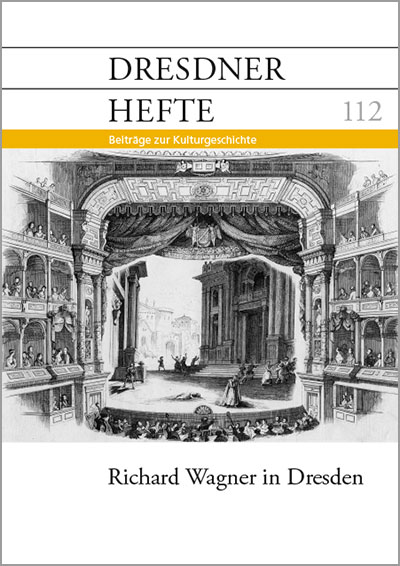 DRESDNER
HEFTE 112
Beiträge zur Kulturgeschichte
Richard Wagner in Dresden